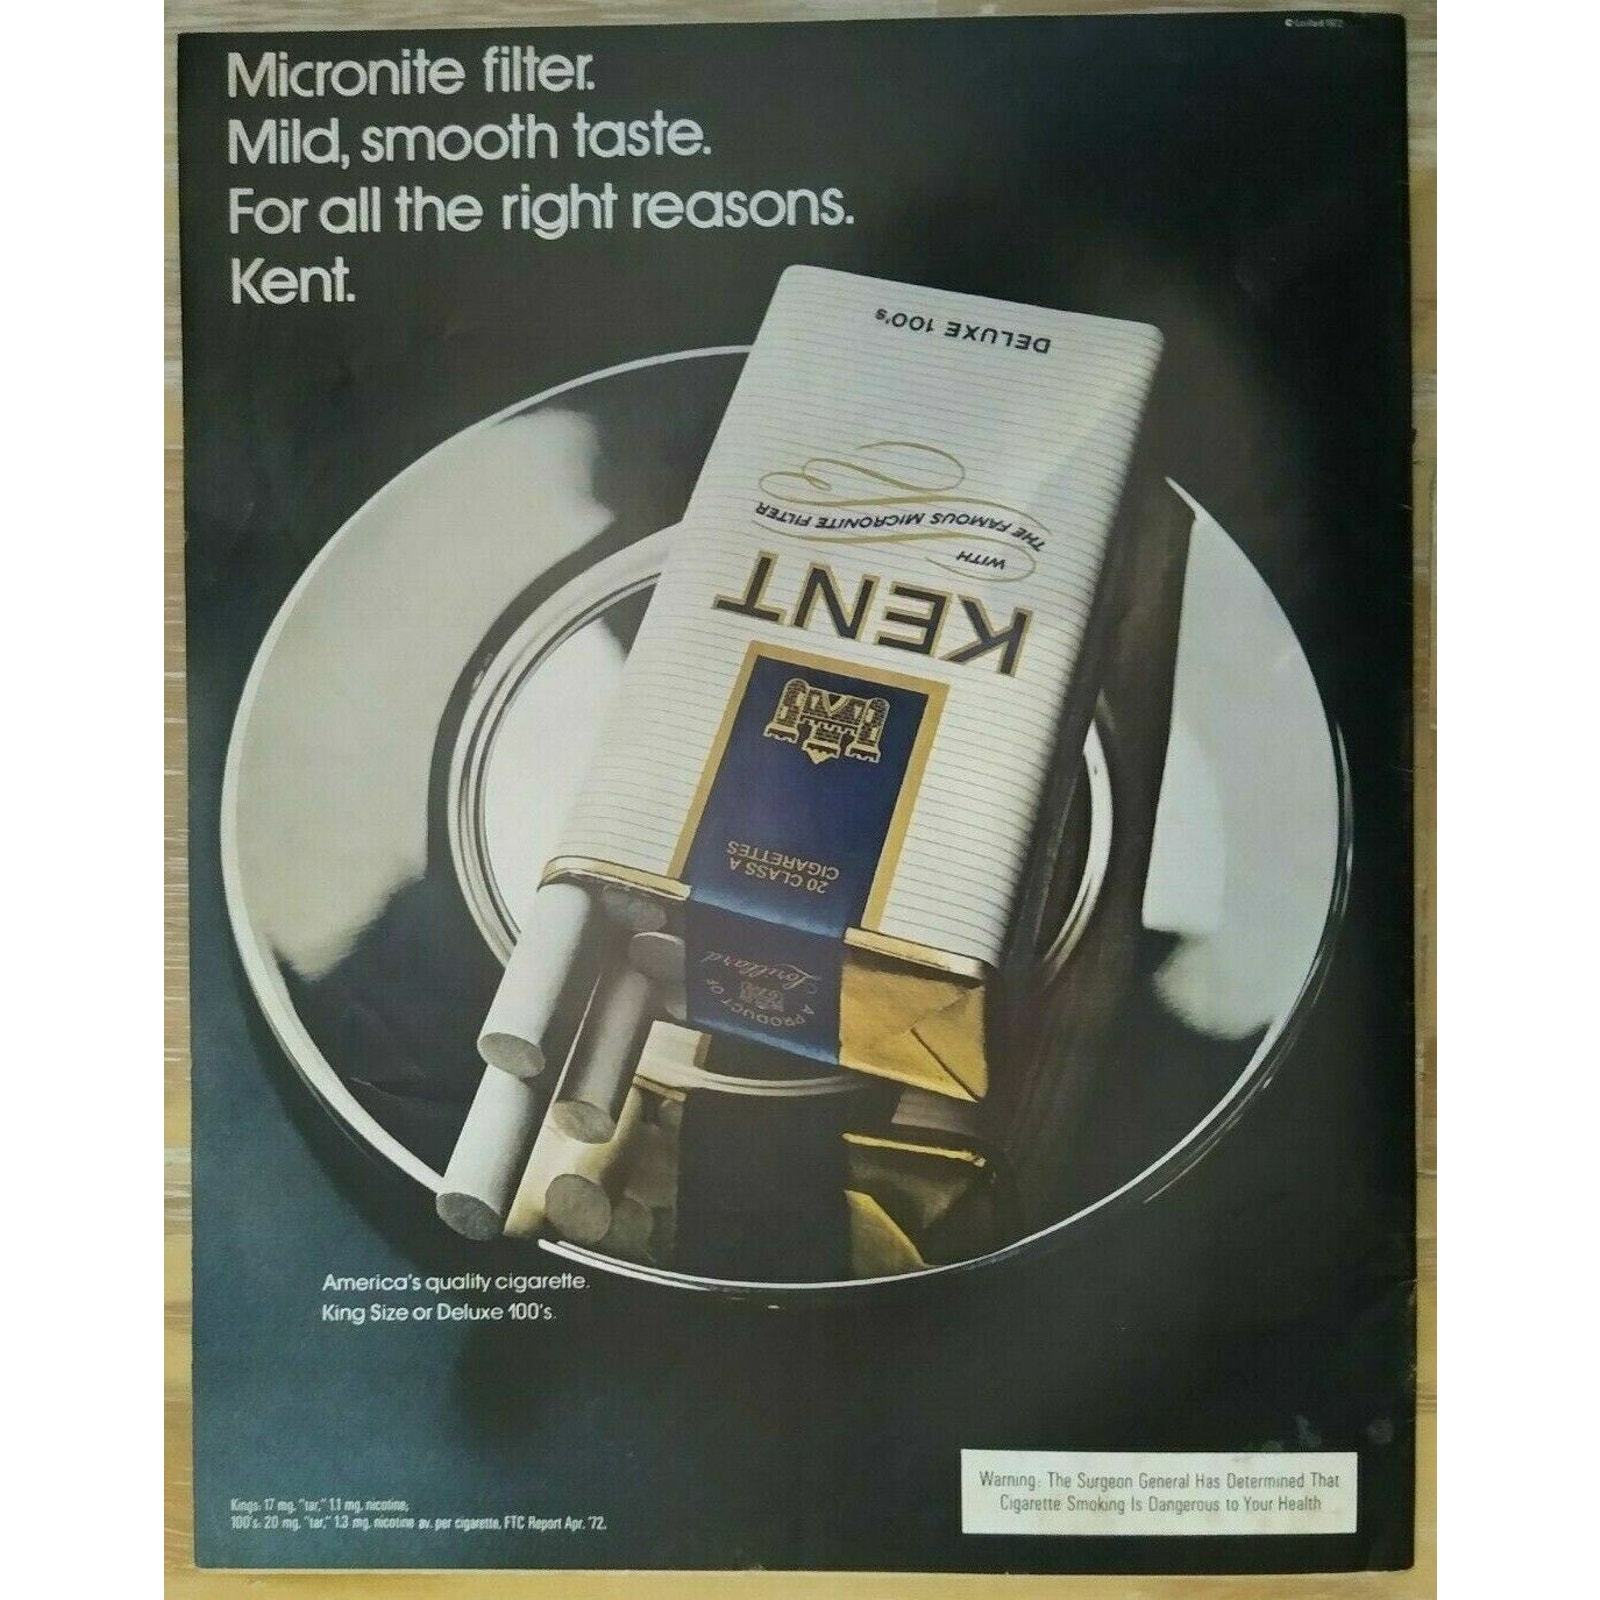 © Lorillard 1972
Micronite filter.
Mild, smooth taste.
For all the right reasons.
Kent.
DELUXE 100's
THE FAMOUS MICRONITE FILTER
WITH
KENT
20 CLASS A
CIGARETTES
A PRODUCT OF
Lorillard
America's quality cigarette.
King Size or Deluxe 100's.
Kings: 17 mg. "tar," 1.1 mg. nicotine;
100's: 20 mg. "tar," 1.3 mg. nicotine av. per cigarette, FTC Report Apr. '72.
Warning: The Surgeon General Has Determined That
Cigarette Smoking Is Dangerous to Your Health